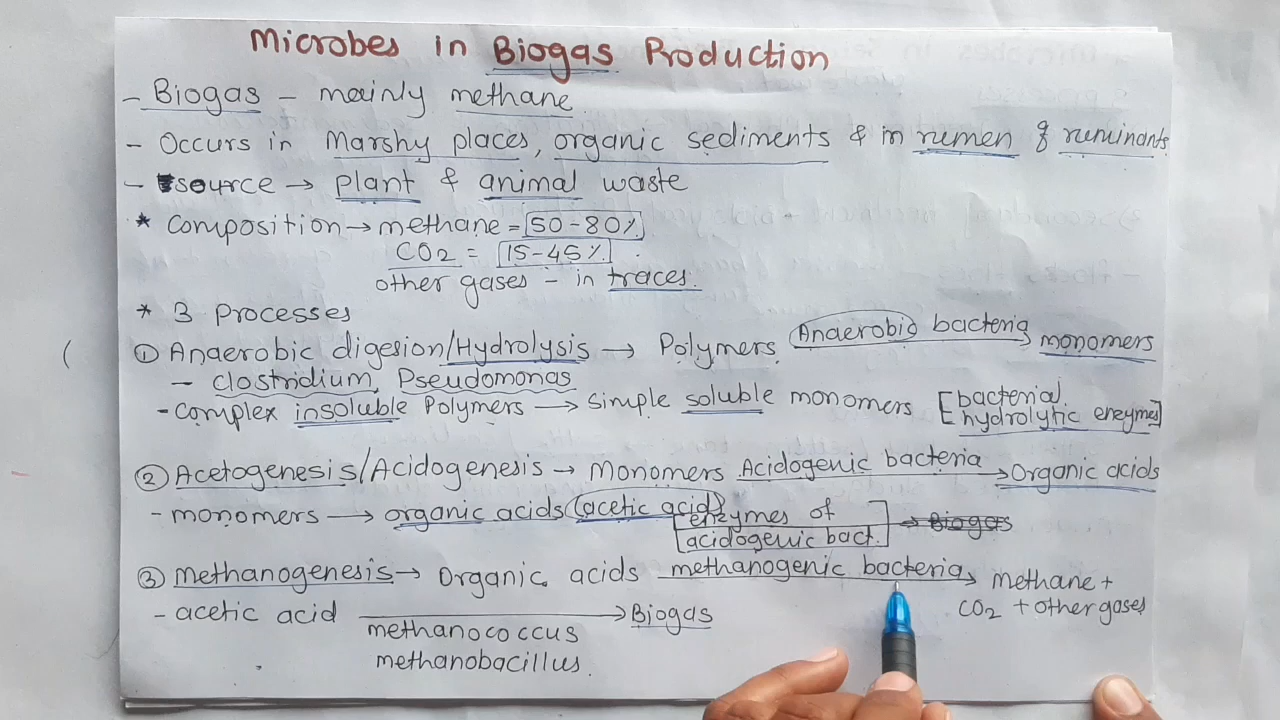 Microbes in Biogas Production
- Biogas - mainly methane
- Occurs in Marshy places, organic sediments & in rumen of ruminants
- source → plant & animal waste
* Composition → methane = 50-80%
CO2 = 15-45%
other gases - in traces.
* 3 Processes
① Anaerobic digesion/Hydrolysis → Polymers Anaerobic bacteria monomers
- clostridium, Pseudomonas
- Complex insoluble Polymers → simple soluble monomers [bacterial hydrolytic enzymes]
② Acetogenesis/Acidogenesis → Monomers Acidogenic bacteria → Organic acids
- monomers → organic acids (acetic acid) [enzymes of acidogenic bact.] → Biogas
③ Methanogenesis → Organic acids methanogenic bacteria → Methane + CO2 + other gases
- acetic acid → Biogas
methanococcus
methanobacillus.